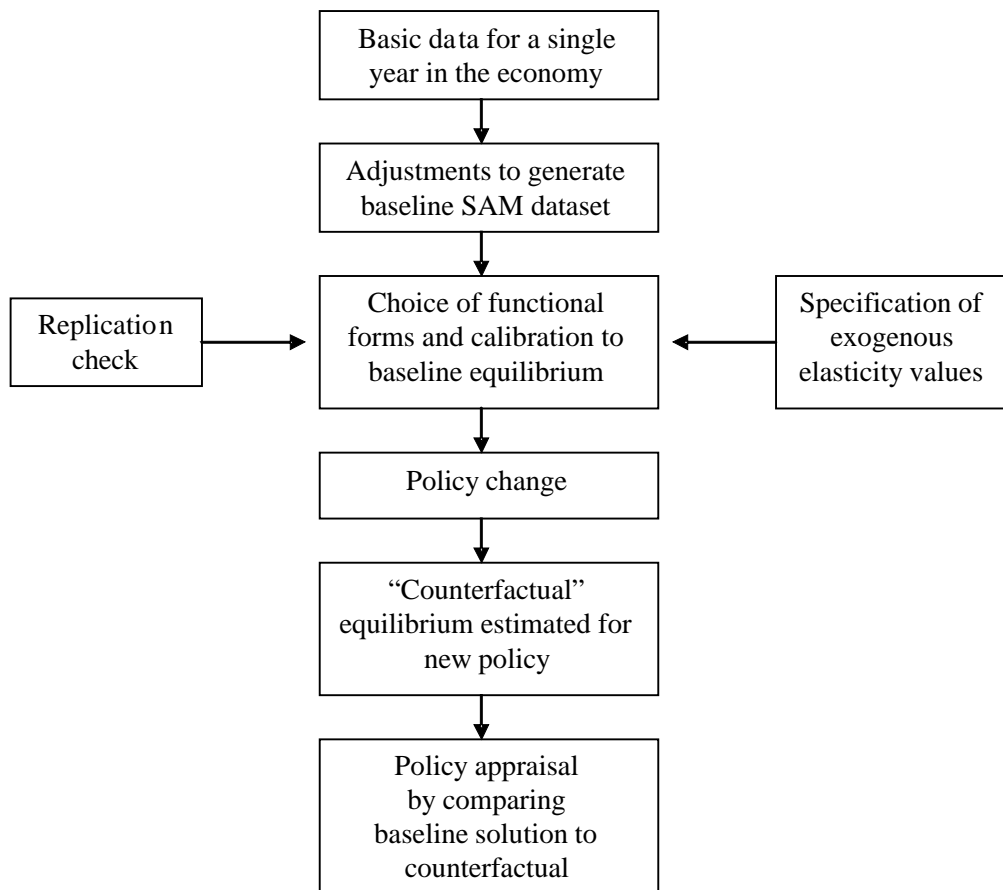 Basic data for a single
year in the economy
Adjustments to generate
baseline SAM dataset
Replication
check
Choice of functional
forms and calibration to
baseline equilibrium
Specification of
exogenous
elasticity values
Policy change
“Counterfactual”
equilibrium estimated for
new policy
Policy appraisal
by comparing
baseline solution to
counterfactual